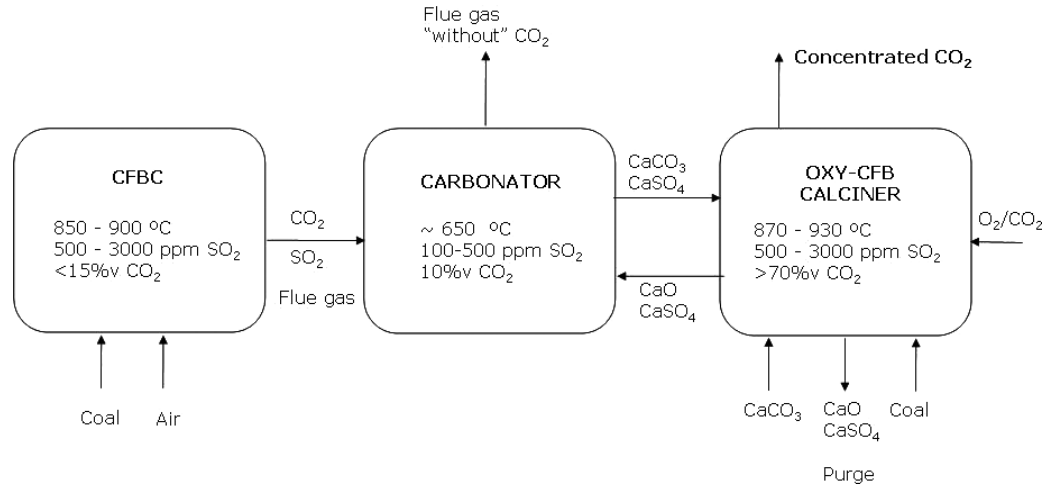 Flue gas
“without” CO₂
Concentrated CO₂
CFBC
850 - 900 ºC
500 - 3000 ppm SO₂
<15%v CO₂
CO₂
SO₂
Flue gas
CARBONATOR
~ 650 ºC
100-500 ppm SO₂
10%v CO₂
CaCO₃
CaSO₄
CaO
CaSO₄
OXY-CFB
CALCINER
870 - 930 ºC
500 - 3000 ppm SO₂
>70%v CO₂
O₂/CO₂
Coal
Air
CaCO₃
CaO
CaSO₄
Coal
Purge